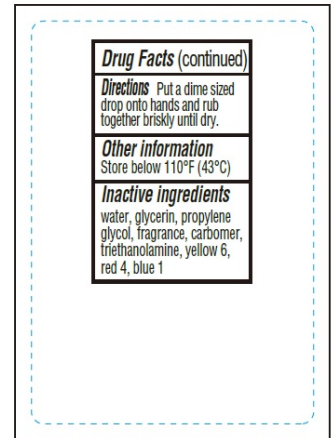 Drug Facts (continued)
Directions Put a dime sized
drop onto hands and rub
together briskly until dry.
Other information
Store below 110°F (43°C)
Inactive ingredients
water, glycerin, propylene
glycol, fragrance, carbomer,
triethanolamine, yellow 6,
red 4, blue 1